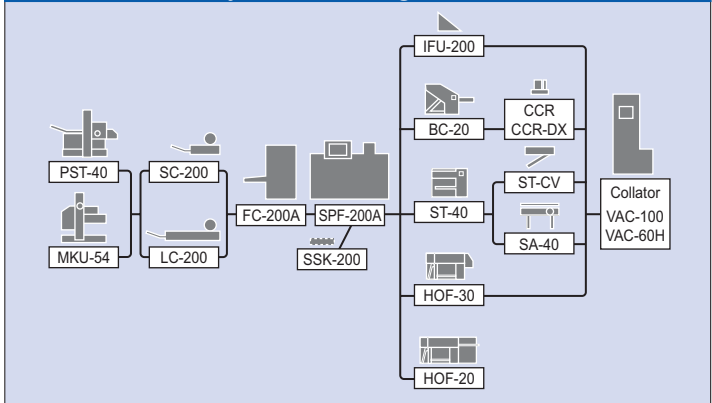 IFU-200
BC-20
CCR
CCR-DX
PST-40
SC-200
ST-CV
FC-200A
SPF-200A
ST-40
Collator
VAC-100
VAC-60H
MKU-54
LC-200
SSK-200
SA-40
HOF-30
HOF-20